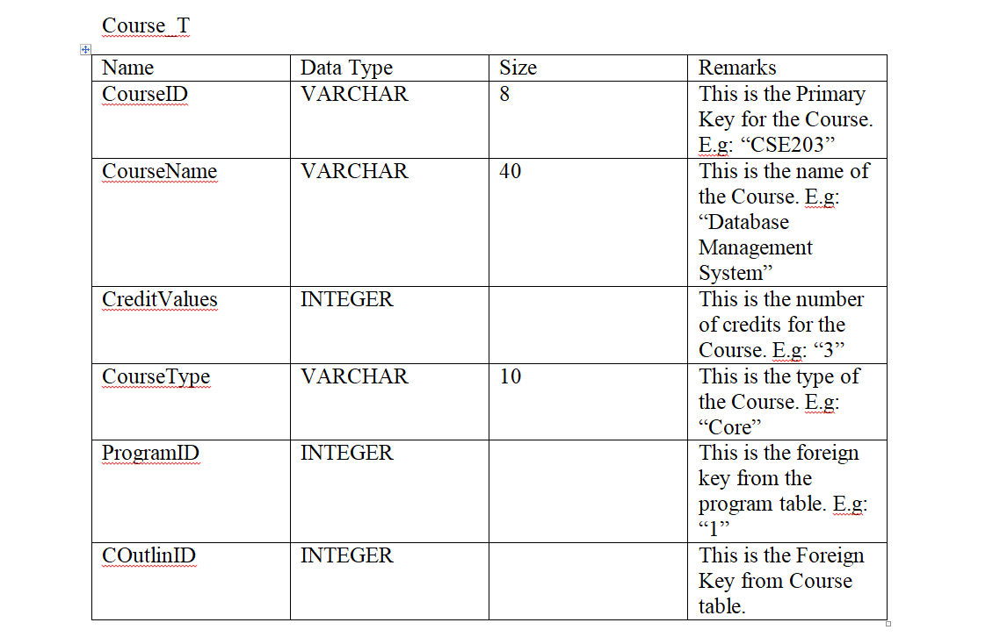 Course_T
Name Data Type Size Remarks
CourseID VARCHAR 8 This is the Primary
Key for the Course.
E.g: “CSE203”
CourseName VARCHAR 40 This is the name of
the Course. E.g:
“Database
Management
System”
CreditValues INTEGER This is the number
of credits for the
Course. E.g: “3”
CourseType VARCHAR 10 This is the type of
the Course. E.g:
“Core”
ProgramID INTEGER This is the foreign
key from the
program table. E.g:
“1”
COutlinID INTEGER This is the Foreign
Key from Course
table.